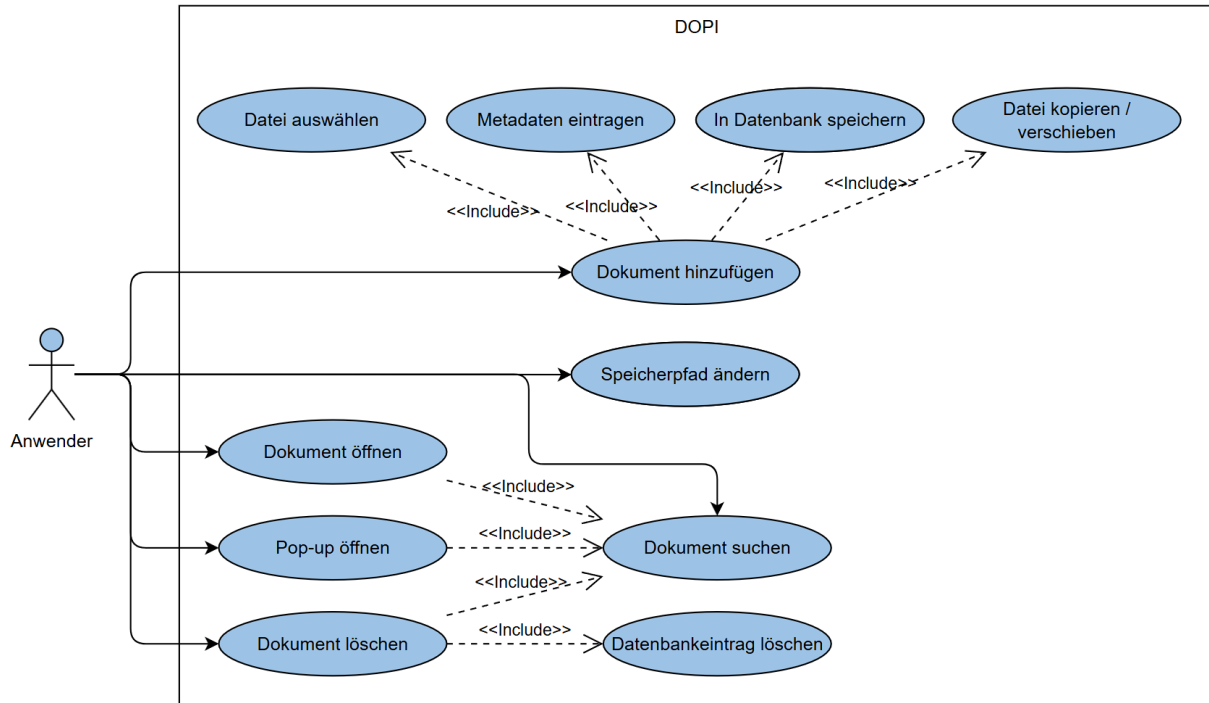 DOPI
Datei auswählen
Metadaten eintragen
In Datenbank speichern
Datei kopieren /
verschieben
<<Include>>
<<Include>>
<<Include>>
<<Include>>
Dokument hinzufügen
Speicherpfad ändern
Anwender
Dokument öffnen
<<Include>>
Pop-up öffnen
<<Include>>
Dokument suchen
<<Include>>
Dokument löschen
<<Include>>
Datenbankeintrag löschen